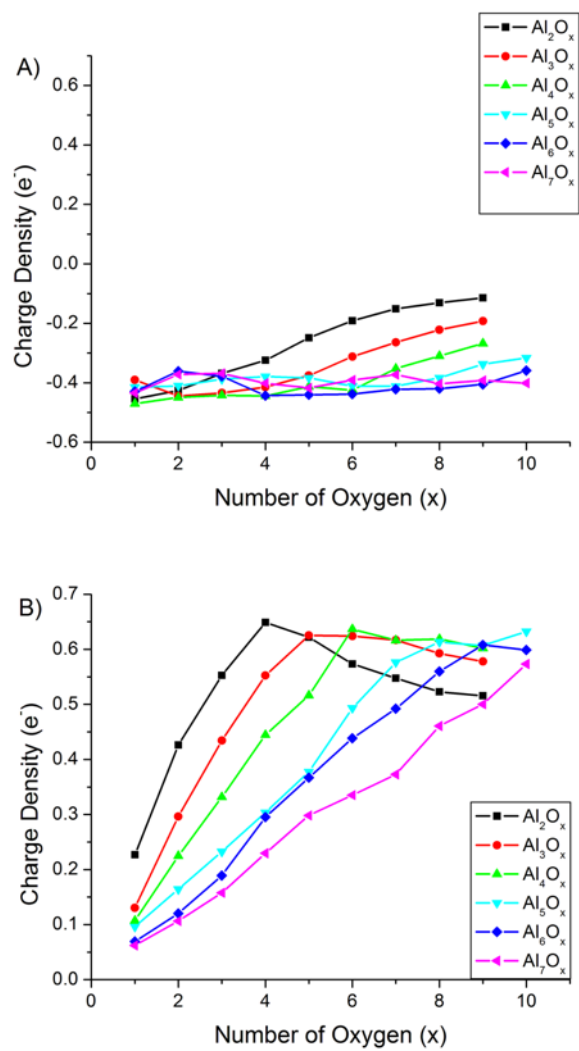 A)
Al₂Oₓ
Al₃Oₓ
Al₄Oₓ
Al₅Oₓ
Al₆Oₓ
Al₇Oₓ
0.6
0.4
0.2
0.0
-0.2
-0.4
-0.6
Charge Density (e⁻)
0 2 4 6 8 10
Number of Oxygen (x)
B)
0.7
0.6
0.5
0.4
0.3
0.2
0.1
0.0
Charge Density (e⁻)
Al₂Oₓ
Al₃Oₓ
Al₄Oₓ
Al₅Oₓ
Al₆Oₓ
Al₇Oₓ
0 2 4 6 8 10
Number of Oxygen (x)